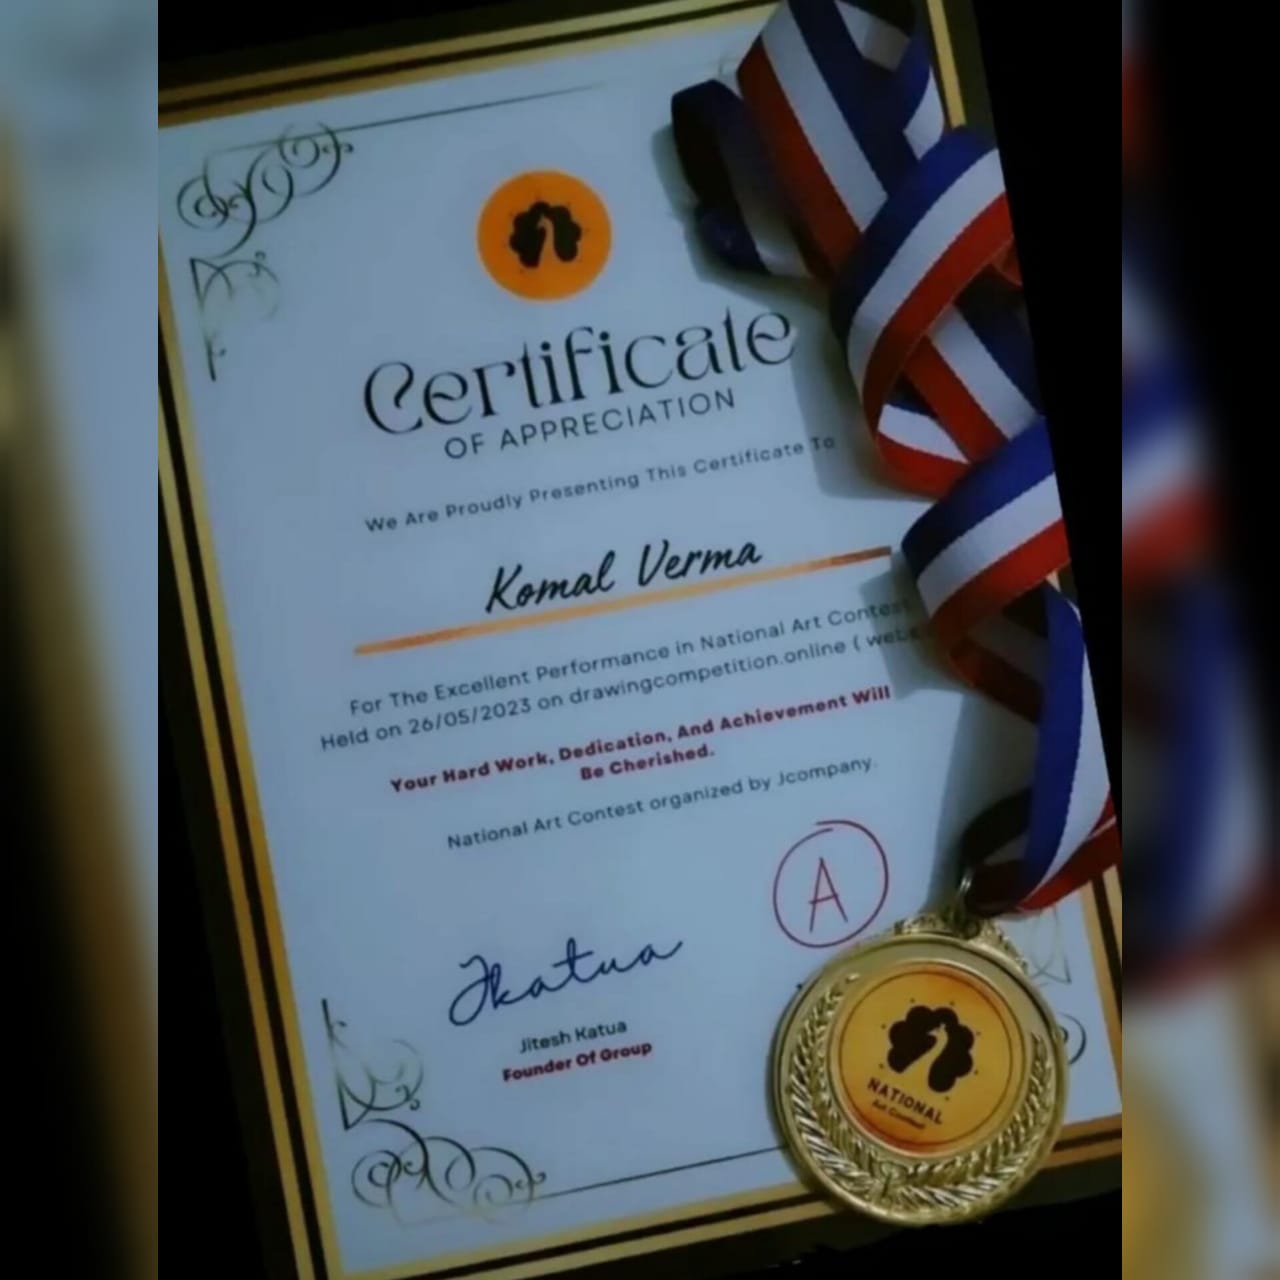 Certificate
OF APPRECIATION
We Are Proudly Presenting This Certificate To
Komal Verma
For The Excellent Performance in National Art Contest
Held on 26/05/2023 on drawingcompetition.online (
Your Hard Work, Dedication, And Achievement Will
Be Cherished.
National Art Contest organized by Jcompany.
A
Jkatua
Jitesh Katua
Founder Of Group
NATIONAL
Art Contest